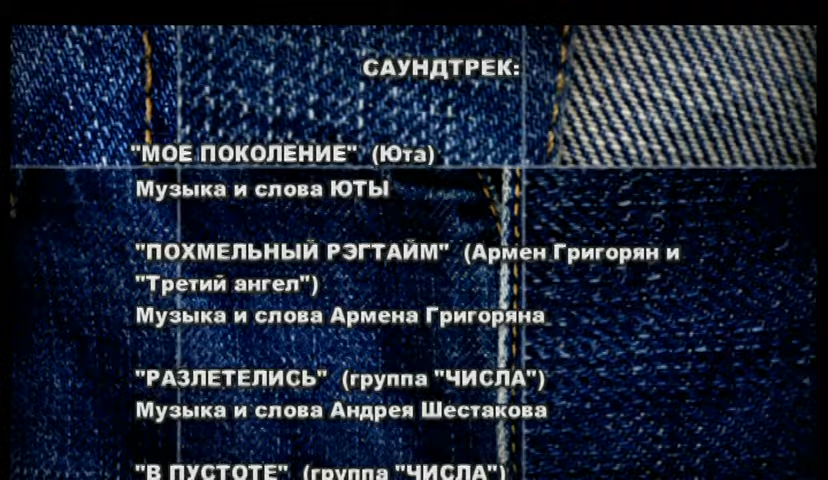 САУНДТРЕК:
"МОЕ ПОКОЛЕНИЕ" (Юта)
Музыка и слова ЮТЫ
"ПОХМЕЛЬНЫЙ РЭГТАЙМ" (Армен Григорян и
"Третий ангел")
Музыка и слова Армена Григоряна
"РАЗЛЕТЕЛИСЬ" (группа "ЧИСЛА")
Музыка и слова Андрея Шестакова
"В ПУСТОТЕ" (группа "ЧИСЛА")